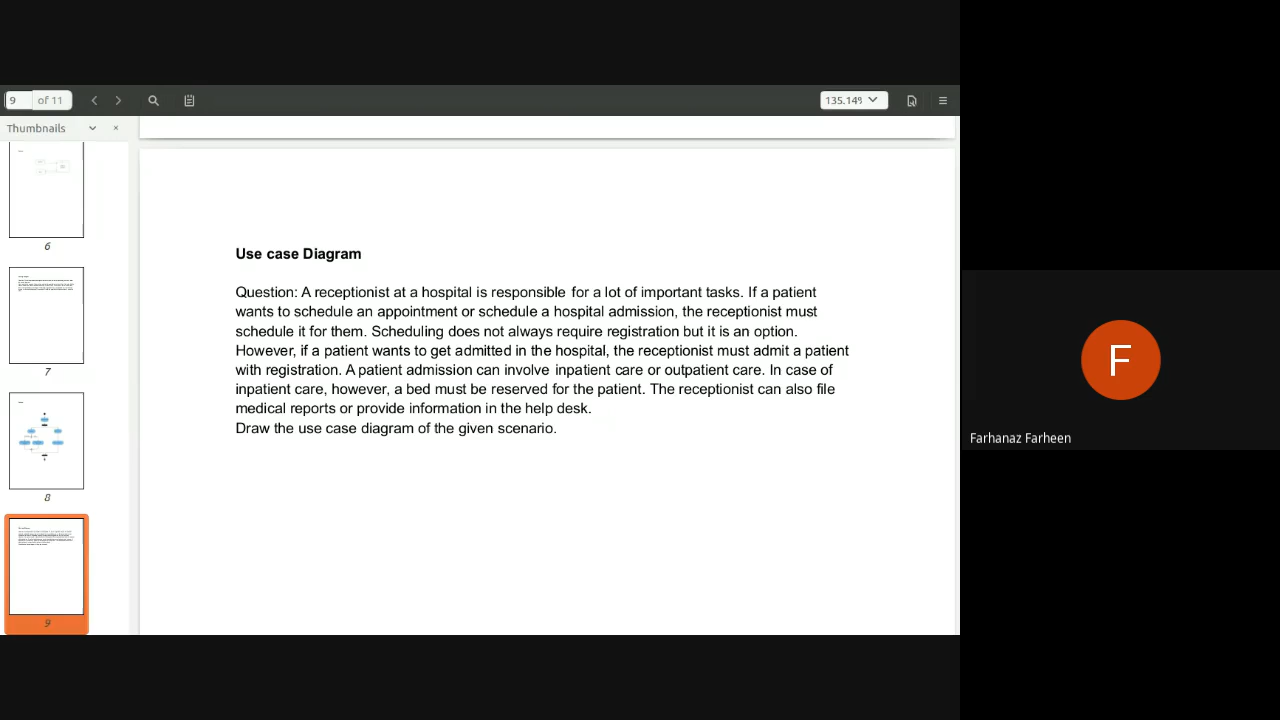 9 of 11
135.14%
Thumbnails
6
7
8
9
Use case Diagram
Question: A receptionist at a hospital is responsible for a lot of important tasks. If a patient
wants to schedule an appointment or schedule a hospital admission, the receptionist must
schedule it for them. Scheduling does not always require registration but it is an option.
However, if a patient wants to get admitted in the hospital, the receptionist must admit a patient
with registration. A patient admission can involve inpatient care or outpatient care. In case of
inpatient care, however, a bed must be reserved for the patient. The receptionist can also file
medical reports or provide information in the help desk.
Draw the use case diagram of the given scenario.
F
Farhanaz Farheen